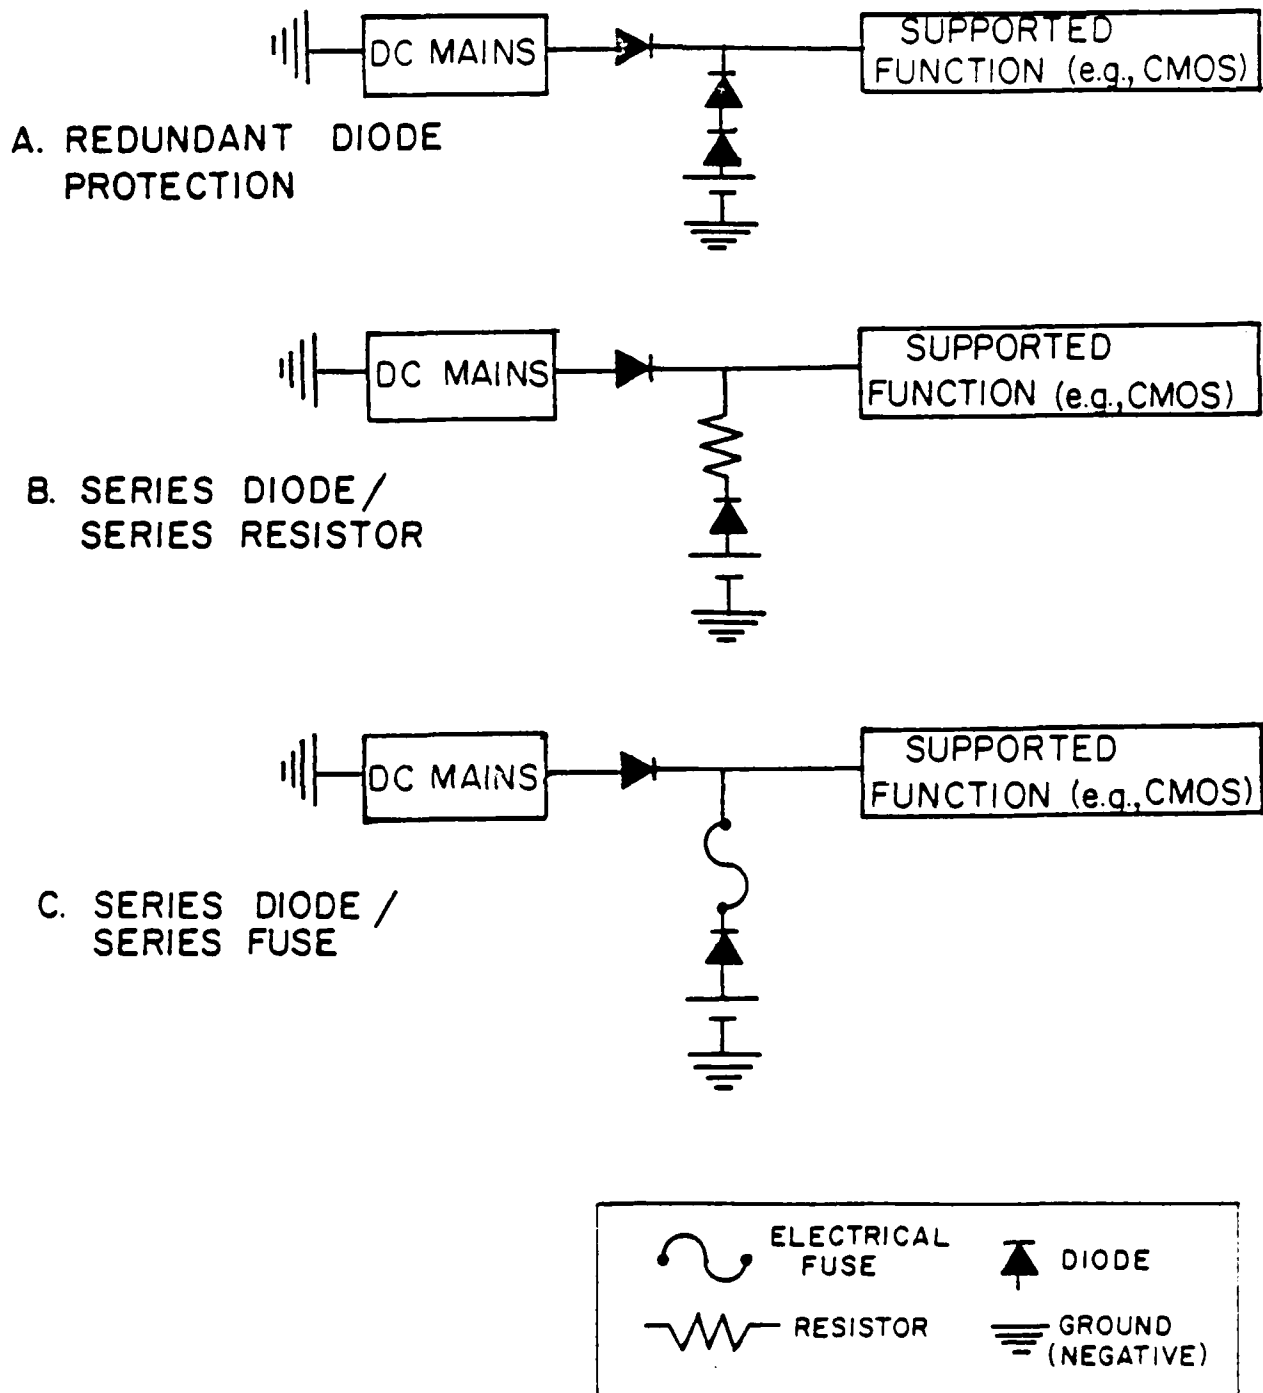 DC MAINS
SUPPORTED
FUNCTION (e.g., CMOS)
A. REDUNDANT DIODE
PROTECTION
DC MAINS
SUPPORTED
FUNCTION (e.g., CMOS)
B. SERIES DIODE /
SERIES RESISTOR
DC MAINS
SUPPORTED
FUNCTION (e.g., CMOS)
C. SERIES DIODE /
SERIES FUSE
ELECTRICAL
FUSE
DIODE
RESISTOR
GROUND
(NEGATIVE)